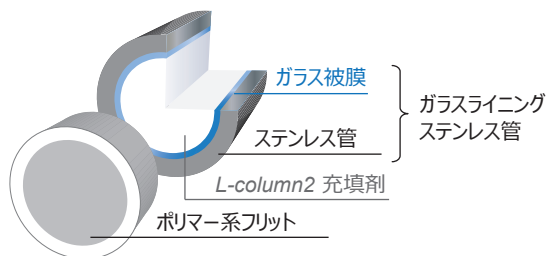 ガラス被膜
ガラスライニング
ステンレス管
ステンレス管
L-column2 充填剤
ポリマー系フリット